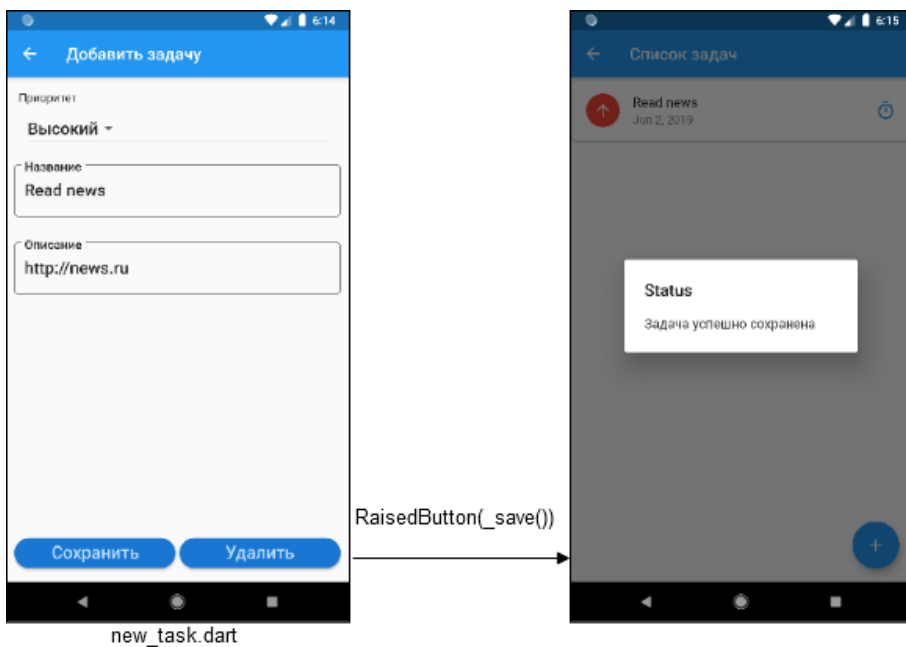 6:14
Добавить задачу
Приоритет
Высокий
Название
Read news
Описание
http://news.ru
Сохранить
Удалить
new_task.dart
RaisedButton(_save())
6:15
Список задач
Read news
Jun 2, 2019
Status
Задача успешно сохранена
+